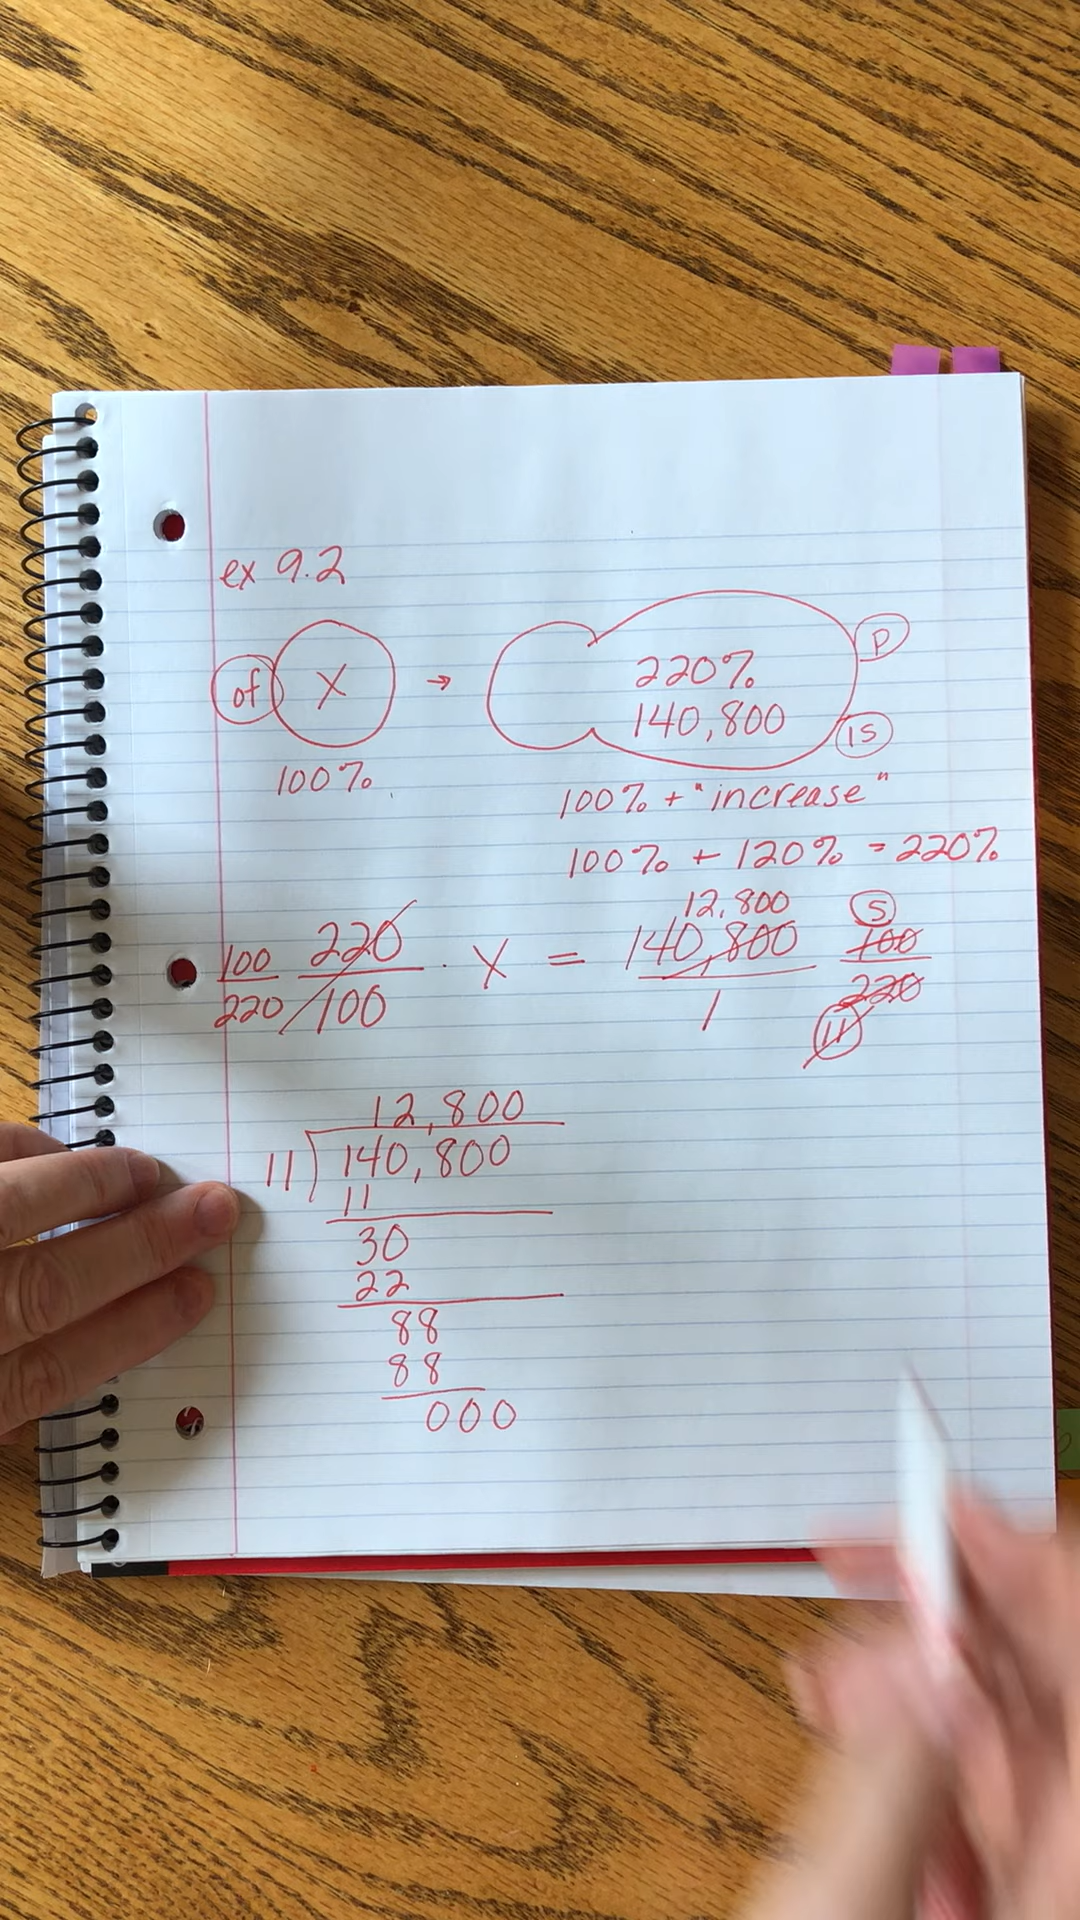 ex 9.2
of X → 220% P
140,800 IS
100%
100% + "increase"
100% + 120% = 220%
12,800 5
100 220 · X = 140,800 100
220 100 1 220
11
12,800
11 140,800
11
30
22
88
88
000